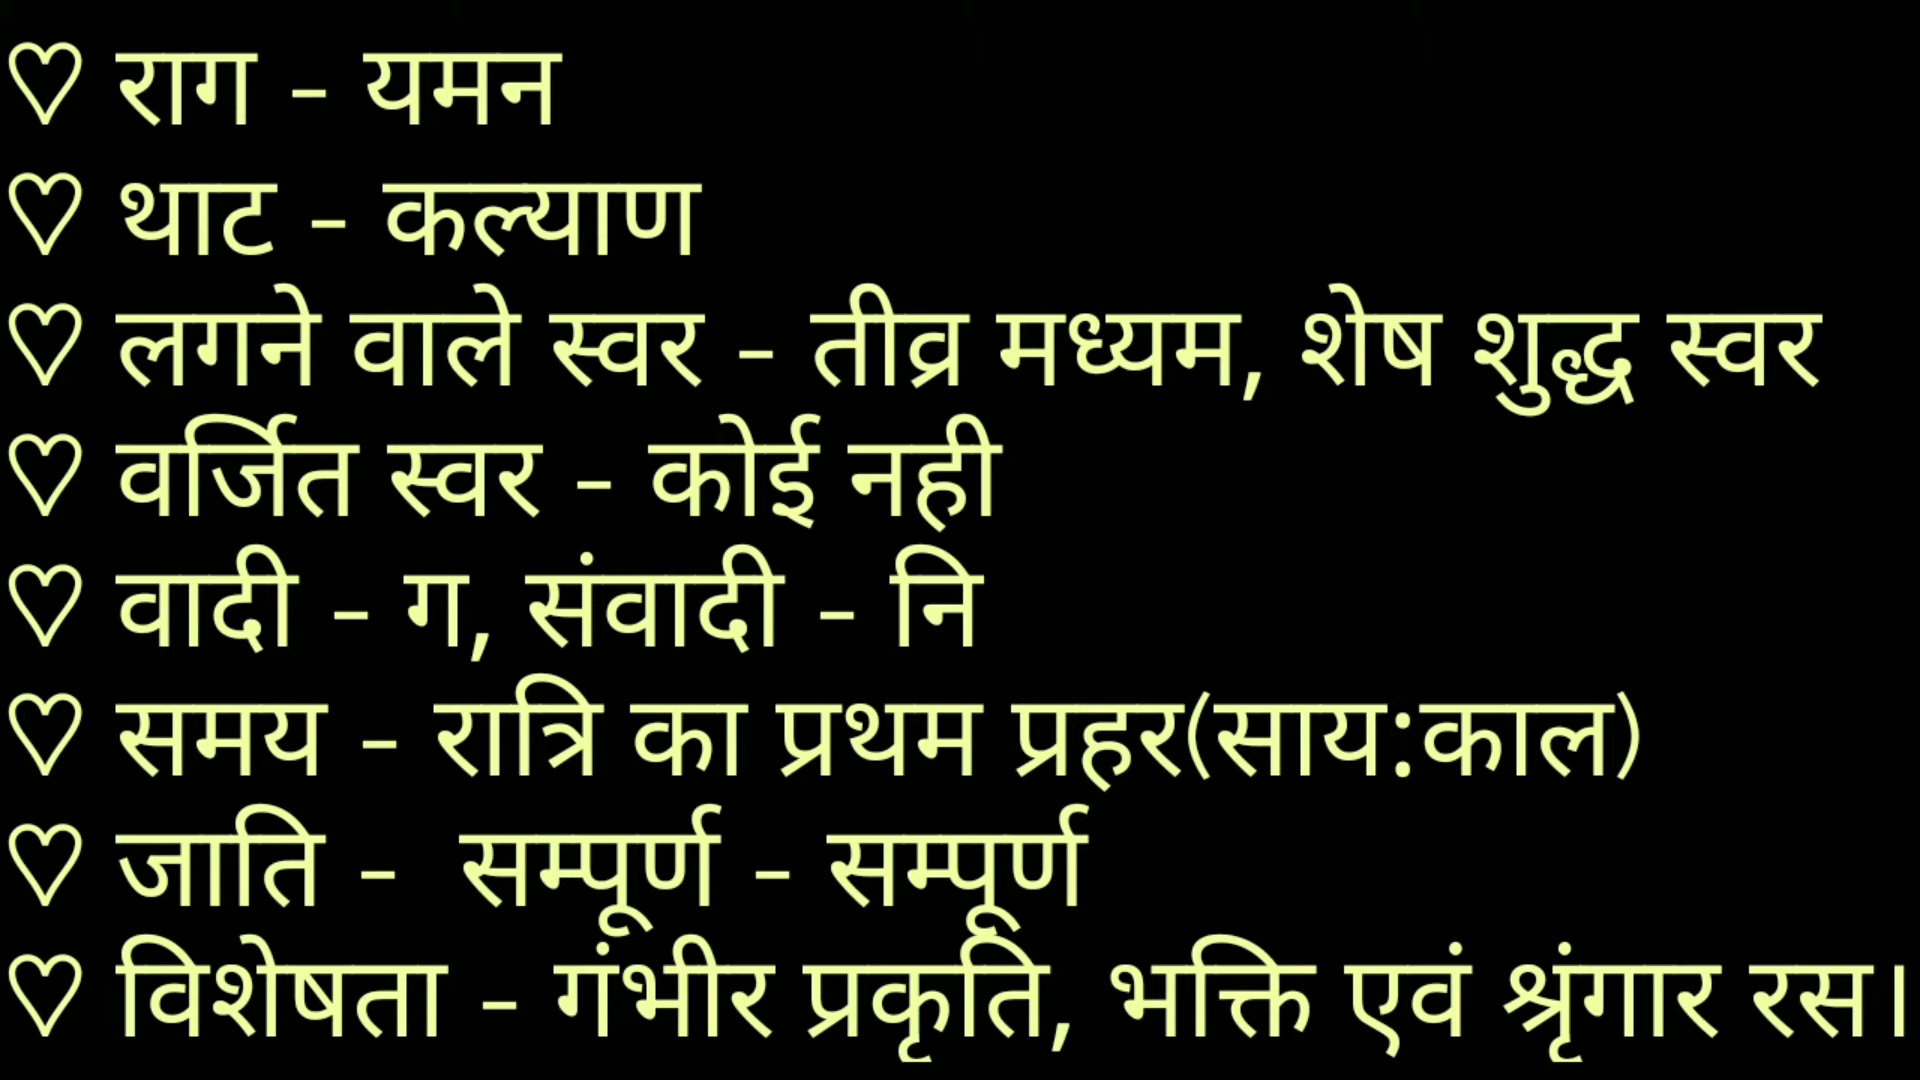 ♡ राग - यमन
♡ थाट - कल्याण
♡ लगने वाले स्वर - तीव्र मध्यम, शेष शुद्ध स्वर
♡ वर्जित स्वर - कोई नही
♡ वादी - ग, संवादी - नि
♡ समय - रात्रि का प्रथम प्रहर(साय:काल)
♡ जाति -  सम्पूर्ण - सम्पूर्ण
♡ विशेषता - गंभीर प्रकृति, भक्ति एवं श्रृंगार रस।